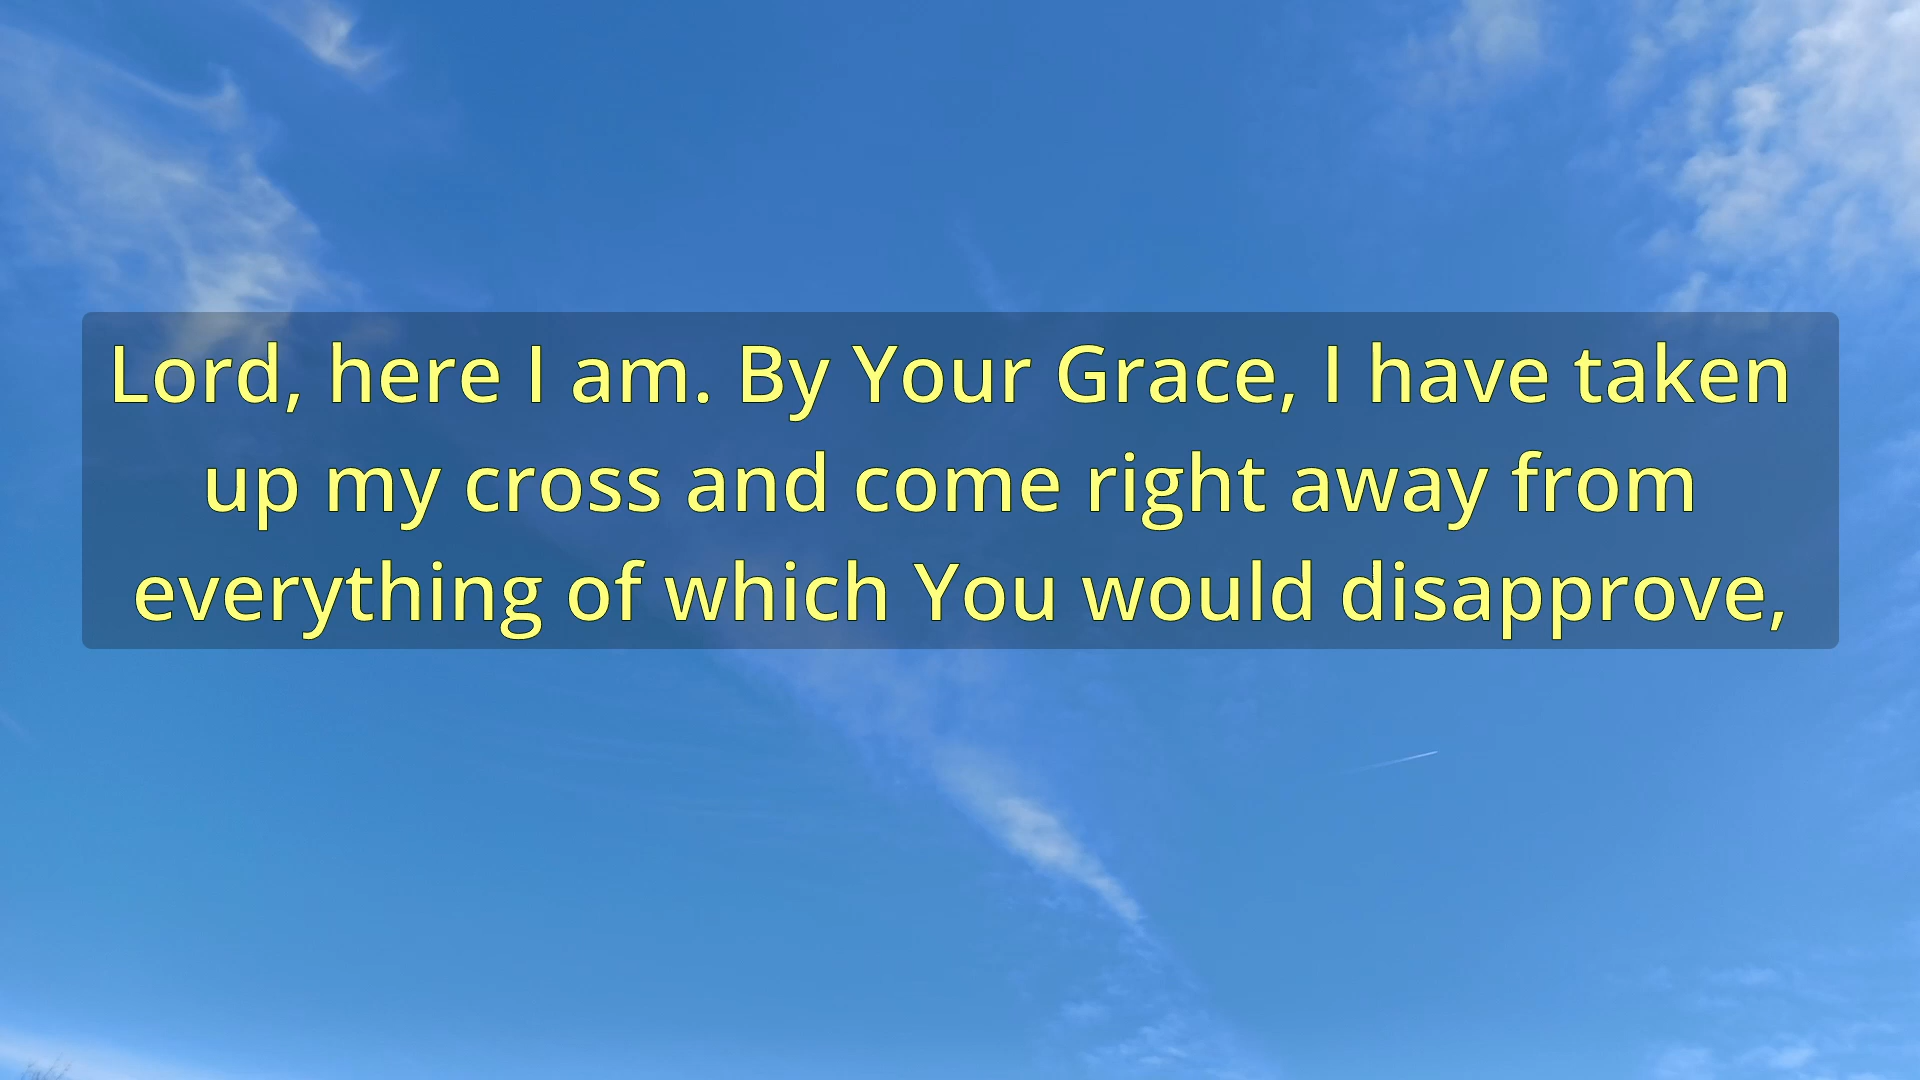 Lord, here I am. By Your Grace, I have taken
up my cross and come right away from
everything of which You would disapprove,